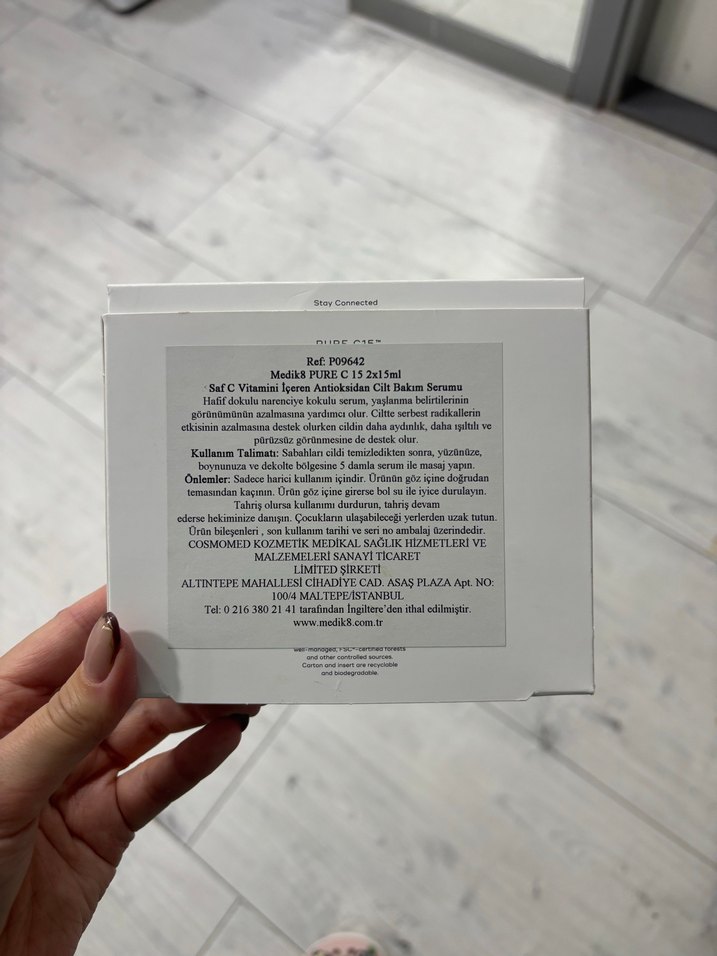 Stay Connected
PURE C15™
Ref: P09642
Medik8 PURE C 15 2x15ml
Saf C Vitamini İçeren Antioksidan Cilt Bakım Serumu
Hafif dokulu narenciye kokulu serum, yaşlanma belirtilerinin
görünümünün azalmasına yardımcı olur. Ciltte serbest radikallerin
etkisinin azalmasına destek olurken cildin daha aydınlık, daha ışıltılı ve
pürüzsüz görünmesine de destek olur.
Kullanım Talimatı: Sabahları cildi temizledikten sonra, yüzünüze,
boynunuza ve dekolte bölgesine 5 damla serum ile masaj yapın.
Önlemler: Sadece harici kullanım içindir. Ürünün göz içine doğrudan
temasından kaçının. Ürün göz içine girerse bol su ile iyice durulayın.
Tahriş olursa kullanımı durdurun, tahriş devam
ederse hekiminize danışın. Çocukların ulaşabileceği yerlerden uzak tutun.
Ürün bileşenleri , son kullanım tarihi ve seri no ambalaj üzerindedir.
COSMOMED KOZMETİK MEDİKAL SAĞLIK HİZMETLERİ VE
MALZEMELERİ SANAYİ TİCARET
LİMİTED ŞİRKETİ
ALTINTEPE MAHALLESİ CİHADİYE CAD. ASAŞ PLAZA Apt. NO:
100/4 MALTEPE/İSTANBUL
Tel: 0 216 380 21 41 tarafından İngiltere'den ithal edilmiştir.
www.medik8.com.tr
well-managed, FSC™-certified forests
and other controlled sources.
Carton and insert are recyclable
and biodegradable.